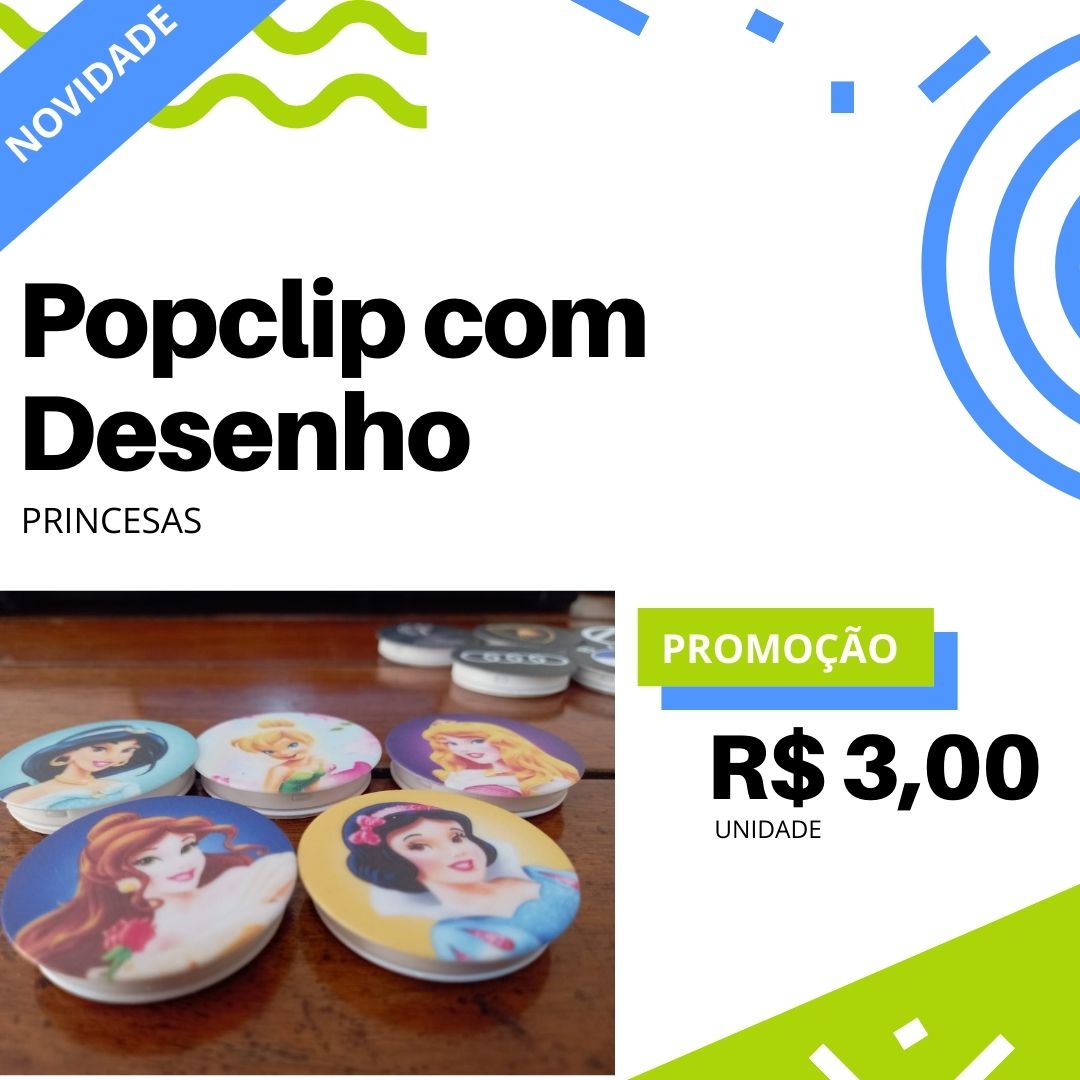 NOVIDADE
Popclip com
Desenho
PRINCESAS
PROMOÇÃO
R$ 3,00
UNIDADE